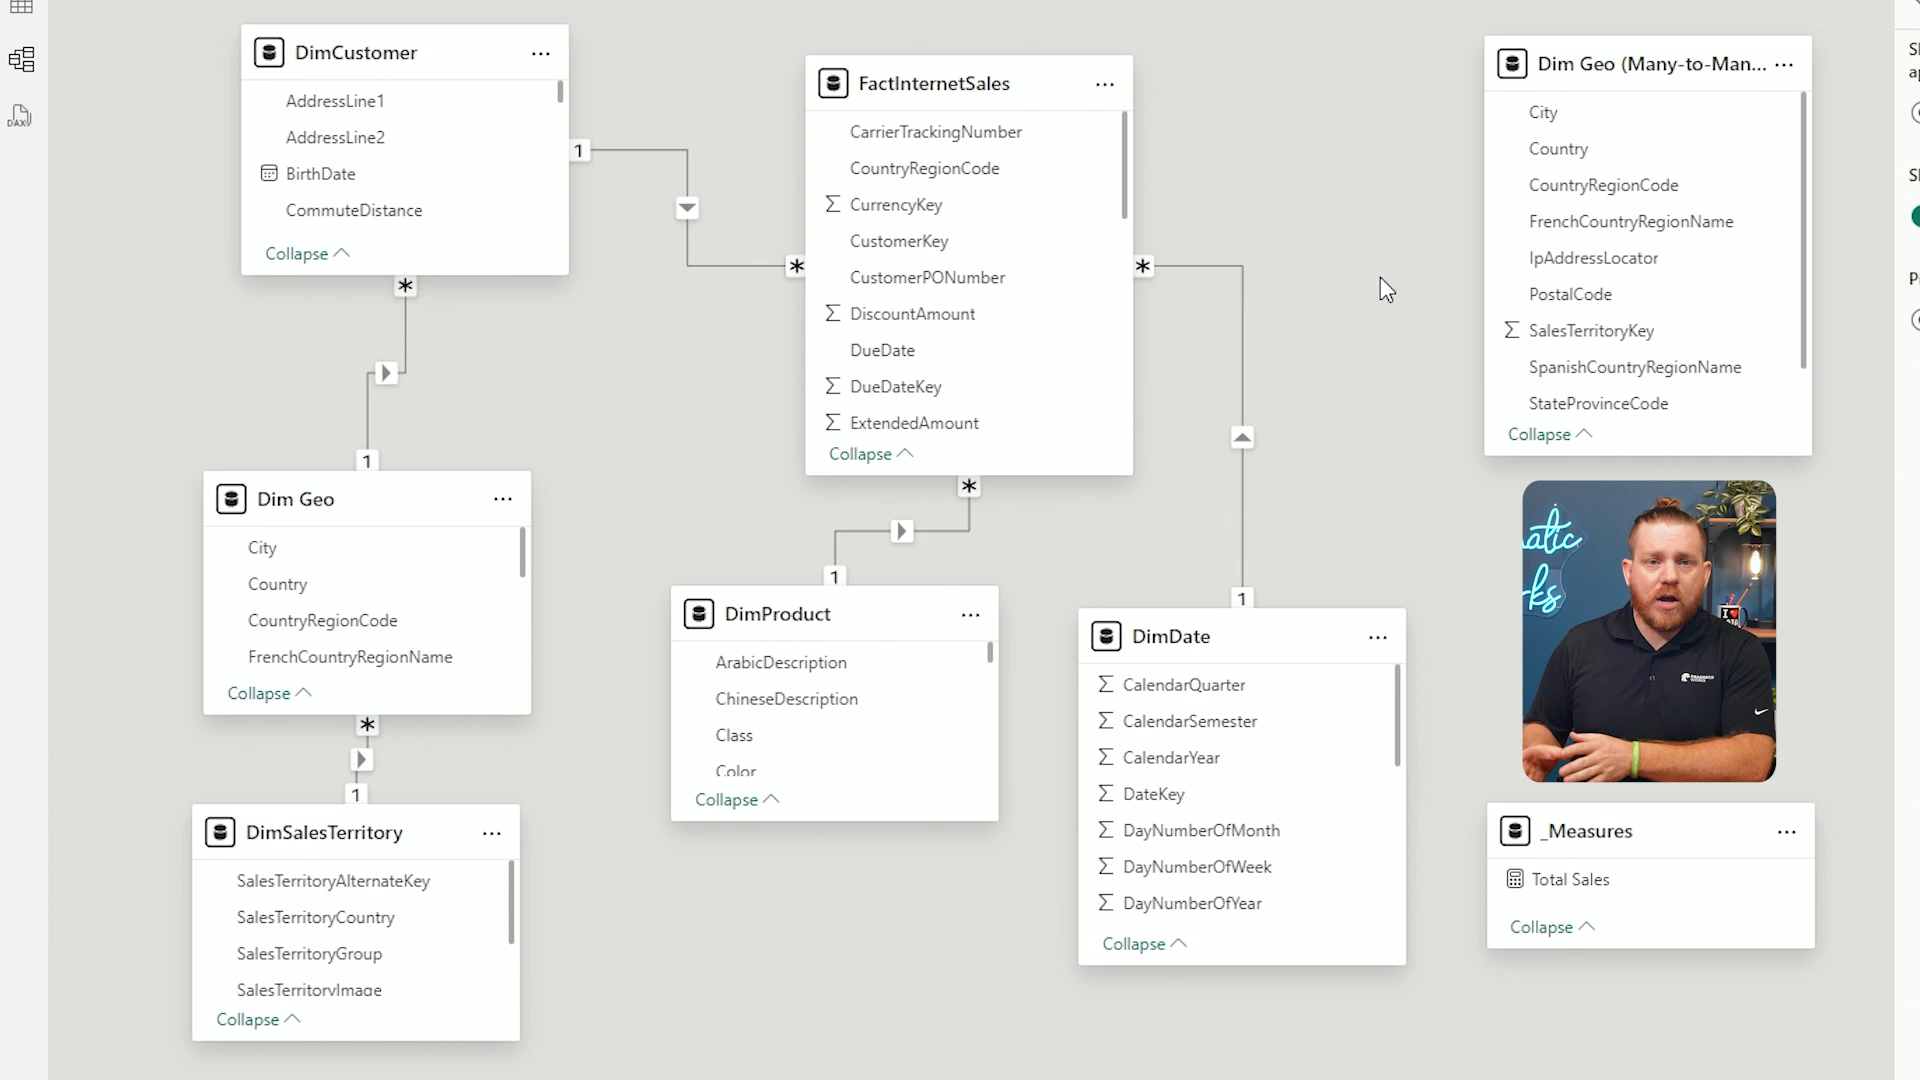 DAX
DimCustomer
AddressLine1
AddressLine2
BirthDate
CommuteDistance
Collapse
1
*
*
1
Dim Geo
City
Country
CountryRegionCode
FrenchCountryRegionName
Collapse
*
1
DimSalesTerritory
SalesTerritoryAlternateKey
SalesTerritoryCountry
SalesTerritoryGroup
SalesTerritoryImage
Collapse
FactInternetSales
CarrierTrackingNumber
CountryRegionCode
CurrencyKey
CustomerKey
CustomerPONumber
DiscountAmount
DueDate
DueDateKey
ExtendedAmount
Collapse
*
*
1
DimProduct
ArabicDescription
ChineseDescription
Class
Color
Collapse
1
DimDate
CalendarQuarter
CalendarSemester
CalendarYear
DateKey
DayNumberOfMonth
DayNumberOfWeek
DayNumberOfYear
Collapse
Dim Geo (Many-to-Man...
City
Country
CountryRegionCode
FrenchCountryRegionName
IpAddressLocator
PostalCode
SalesTerritoryKey
SpanishCountryRegionName
StateProvinceCode
Collapse
atic
ks
_Measures
Total Sales
Collapse